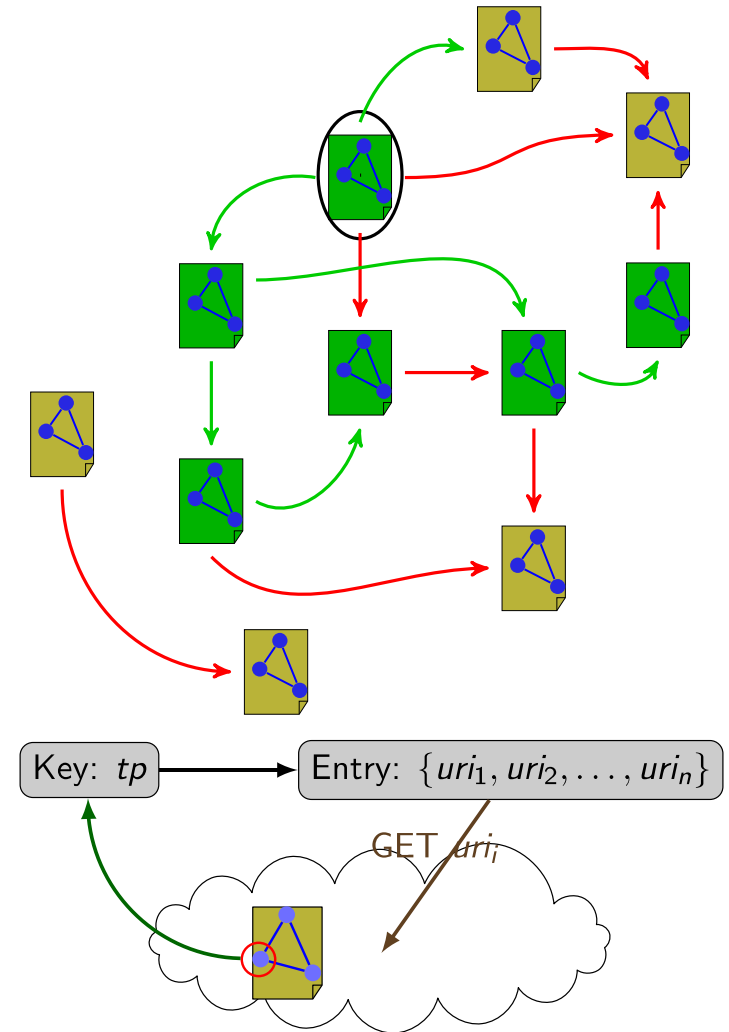 Key: tp
Entry: {uri₁, uri₂, . . . , uriₙ}
GET uriᵢ